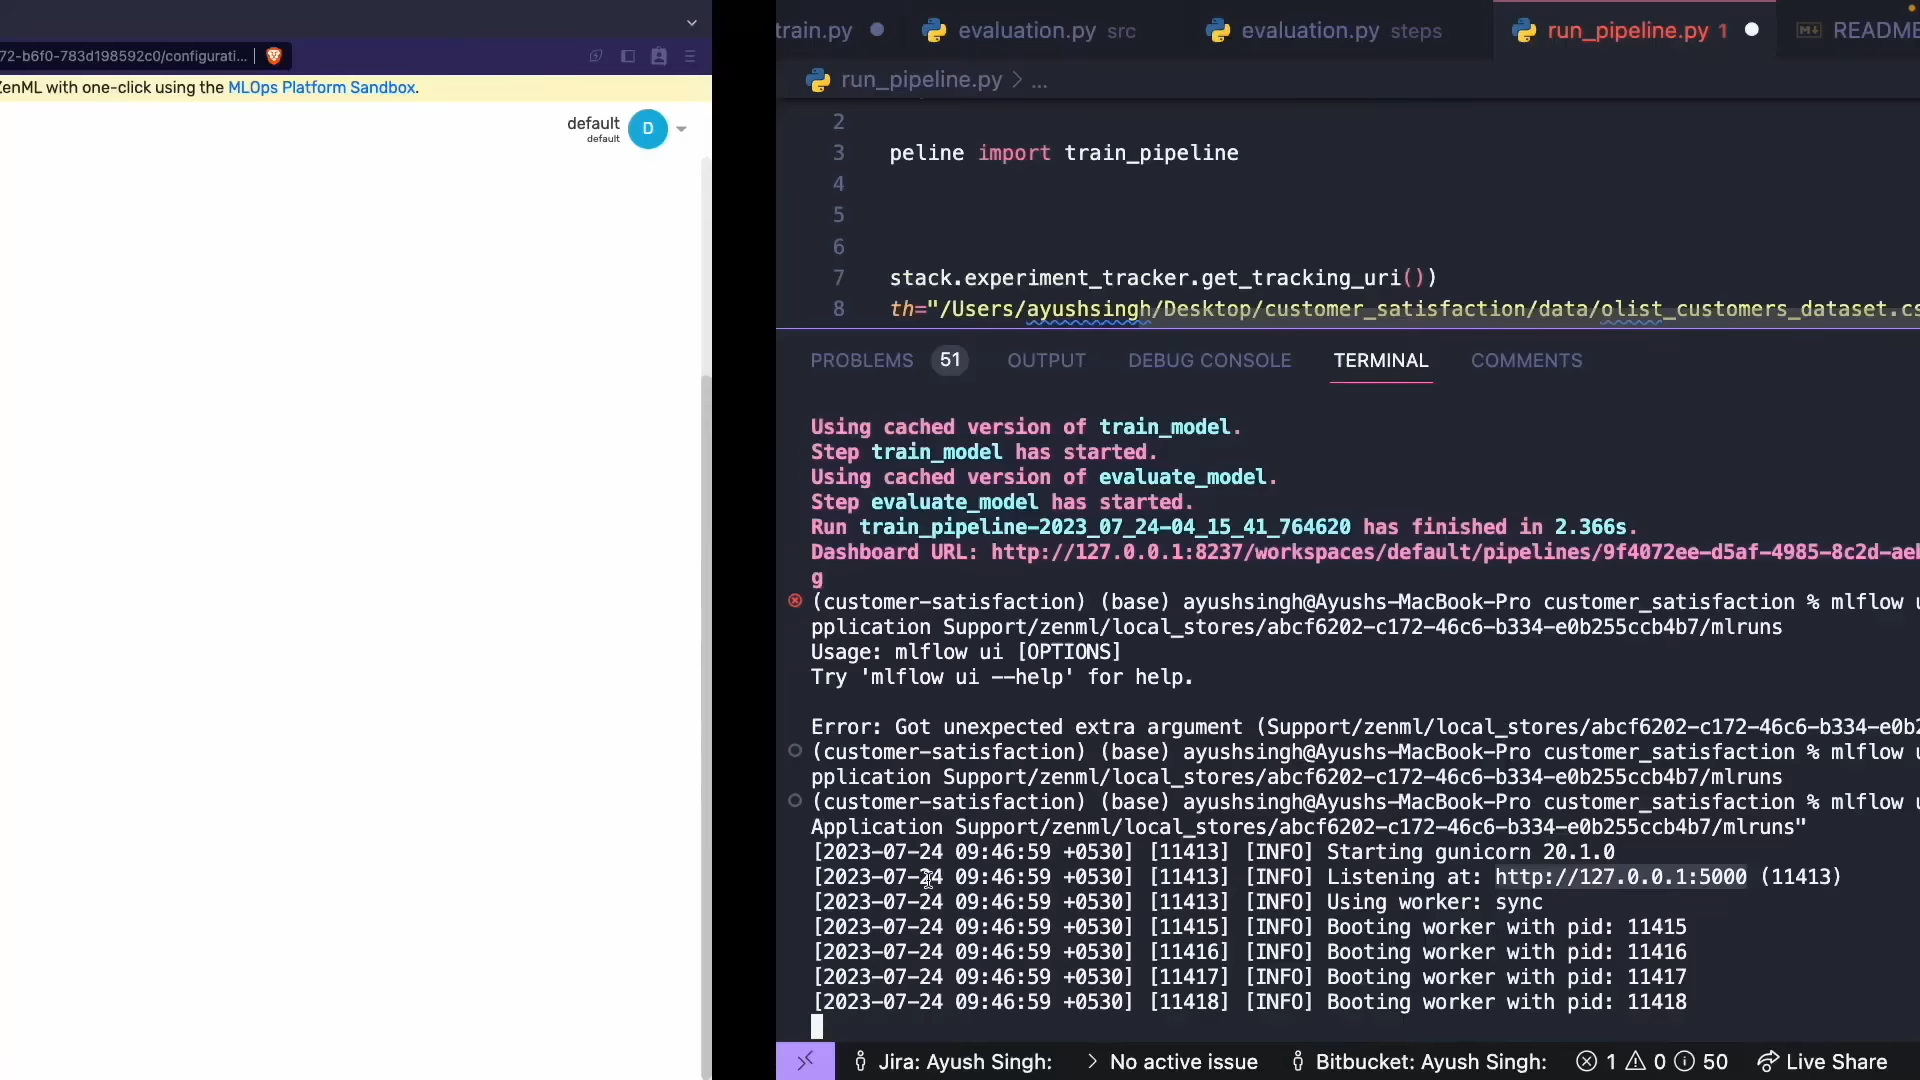 72-b6f0-783d198592c0/configurati...
ZenML with one-click using the MLOps Platform Sandbox.
default
default
D
train.py
evaluation.py src
evaluation.py steps
run_pipeline.py 1
README
run_pipeline.py > ...
2
3 peline import train_pipeline
4
5
6
7 stack.experiment_tracker.get_tracking_uri())
8 th="/Users/ayushsingh/Desktop/customer_satisfaction/data/olist_customers_dataset.cs
PROBLEMS 51 OUTPUT DEBUG CONSOLE TERMINAL COMMENTS
Using cached version of train_model.
Step train_model has started.
Using cached version of evaluate_model.
Step evaluate_model has started.
Run train_pipeline-2023_07_24-04_15_41_764620 has finished in 2.366s.
Dashboard URL: http://127.0.0.1:8237/workspaces/default/pipelines/9f4072ee-d5af-4985-8c2d-aeb
g
(customer-satisfaction) (base) ayushsingh@Ayushs-MacBook-Pro customer_satisfaction % mlflow u
pplication Support/zenml/local_stores/abcf6202-c172-46c6-b334-e0b255ccb4b7/mlruns
Usage: mlflow ui [OPTIONS]
Try 'mlflow ui --help' for help.
Error: Got unexpected extra argument (Support/zenml/local_stores/abcf6202-c172-46c6-b334-e0b2
(customer-satisfaction) (base) ayushsingh@Ayushs-MacBook-Pro customer_satisfaction % mlflow u
pplication Support/zenml/local_stores/abcf6202-c172-46c6-b334-e0b255ccb4b7/mlruns
(customer-satisfaction) (base) ayushsingh@Ayushs-MacBook-Pro customer_satisfaction % mlflow u
Application Support/zenml/local_stores/abcf6202-c172-46c6-b334-e0b255ccb4b7/mlruns"
[2023-07-24 09:46:59 +0530] [11413] [INFO] Starting gunicorn 20.1.0
[2023-07-24 09:46:59 +0530] [11413] [INFO] Listening at: http://127.0.0.1:5000 (11413)
[2023-07-24 09:46:59 +0530] [11413] [INFO] Using worker: sync
[2023-07-24 09:46:59 +0530] [11415] [INFO] Booting worker with pid: 11415
[2023-07-24 09:46:59 +0530] [11416] [INFO] Booting worker with pid: 11416
[2023-07-24 09:46:59 +0530] [11417] [INFO] Booting worker with pid: 11417
[2023-07-24 09:46:59 +0530] [11418] [INFO] Booting worker with pid: 11418
Jira: Ayush Singh: > No active issue Bitbucket: Ayush Singh: 1 0 50 Live Share